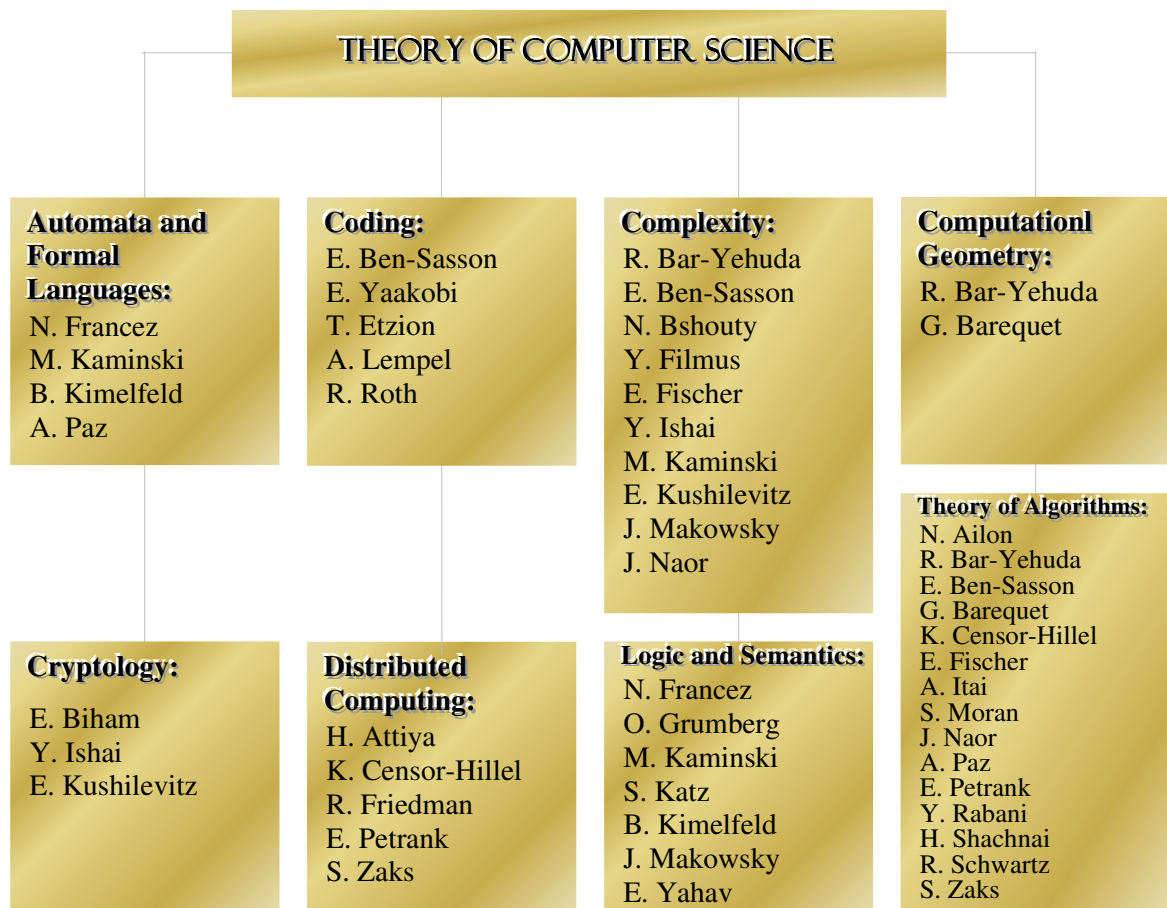 THEORY OF COMPUTER SCIENCE
Automata and
Formal
Languages:
N. Francez
M. Kaminski
B. Kimelfeld
A. Paz
Coding:
E. Ben-Sasson
E. Yaakobi
T. Etzion
A. Lempel
R. Roth
Complexity:
R. Bar-Yehuda
E. Ben-Sasson
N. Bshouty
Y. Filmus
E. Fischer
Y. Ishai
M. Kaminski
E. Kushilevitz
J. Makowsky
J. Naor
Computationl
Geometry:
R. Bar-Yehuda
G. Barequet
Cryptology:
E. Biham
Y. Ishai
E. Kushilevitz
Distributed
Computing:
H. Attiya
K. Censor-Hillel
R. Friedman
E. Petrank
S. Zaks
Logic and Semantics:
N. Francez
O. Grumberg
M. Kaminski
S. Katz
B. Kimelfeld
J. Makowsky
E. Yahav
Theory of Algorithms:
N. Ailon
R. Bar-Yehuda
E. Ben-Sasson
G. Barequet
K. Censor-Hillel
E. Fischer
A. Itai
S. Moran
J. Naor
A. Paz
E. Petrank
Y. Rabani
H. Shachnai
R. Schwartz
S. Zaks